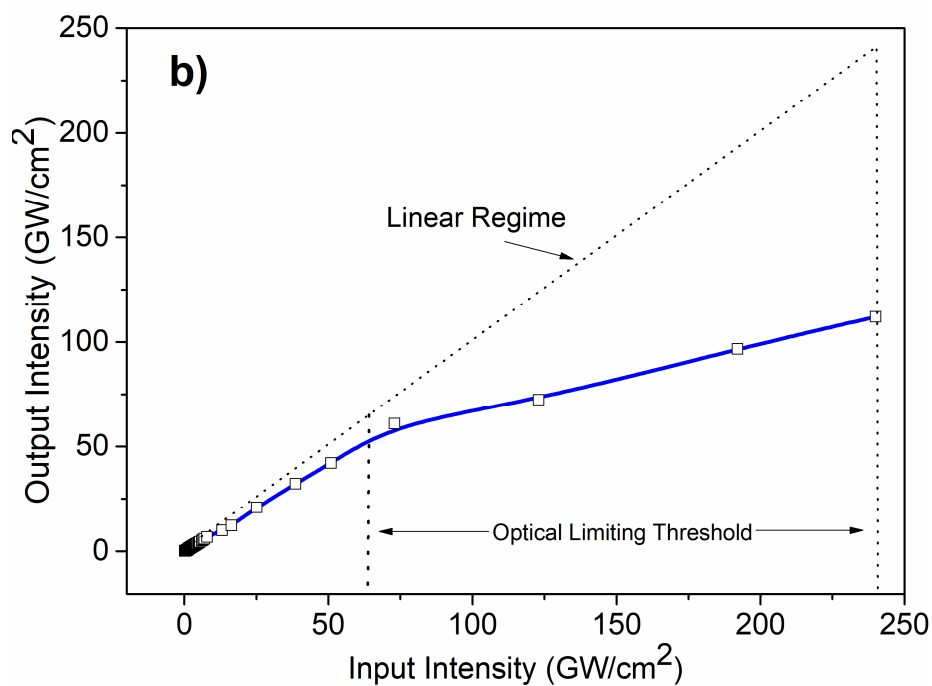 b)
250
200
150
100
50
0
Output Intensity (GW/cm²)
Linear Regime
Optical Limiting Threshold
0 50 100 150 200 250
Input Intensity (GW/cm²)